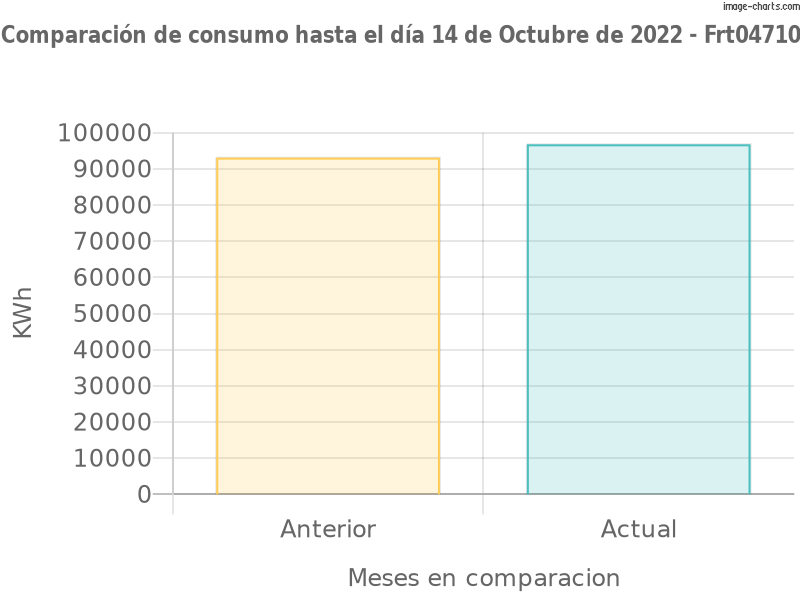 image-charts.com
Comparación de consumo hasta el día 14 de Octubre de 2022 - Frt04710
100000
90000
80000
70000
60000
50000
40000
30000
20000
10000
0
KWh
Anterior Actual
Meses en comparacion